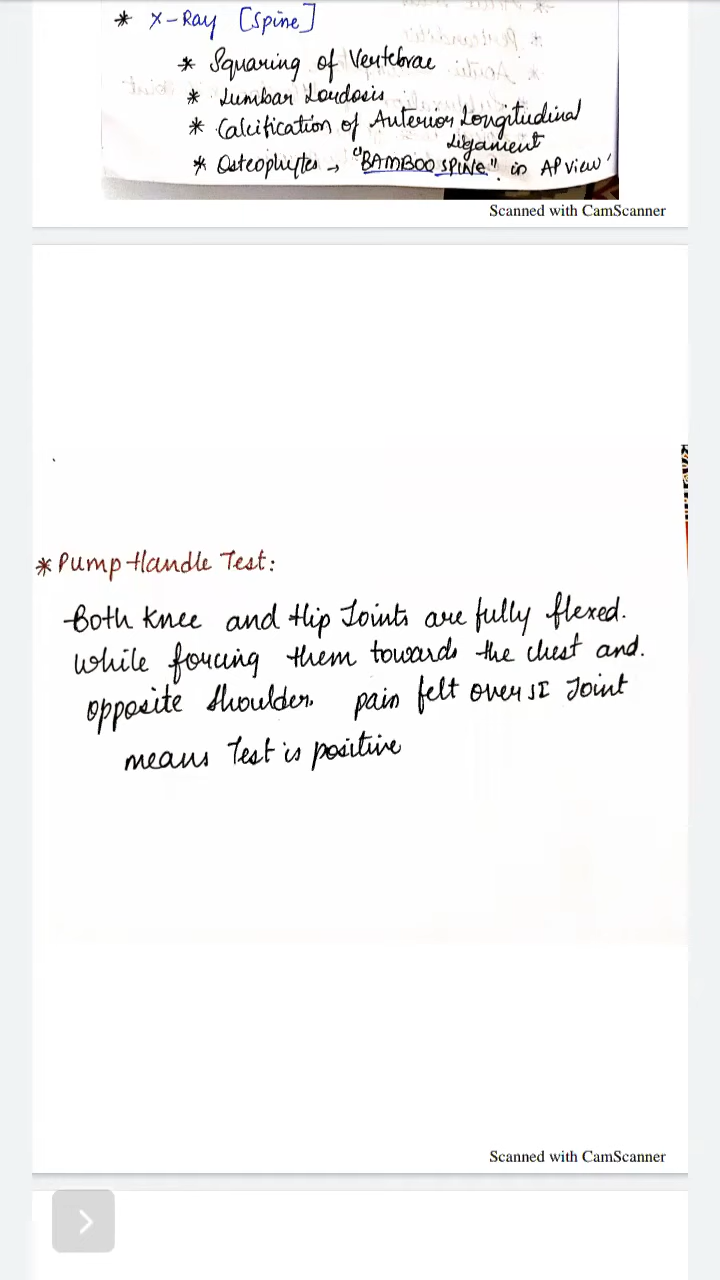 * X-Ray [Spine]
* Squaring of Vertebrae
* Lumbar Lordosis
* Calcification of Anterior Longitudinal
Ligament
* Osteophytes → "BAMBOO SPINE" in AP view'
Scanned with CamScanner
* Pump Handle Test:
Both Knee and Hip Joints are fully flexed.
While forcing them towards the chest and.
opposite shoulder. pain felt over SI Joint
means Test is positive
Scanned with CamScanner